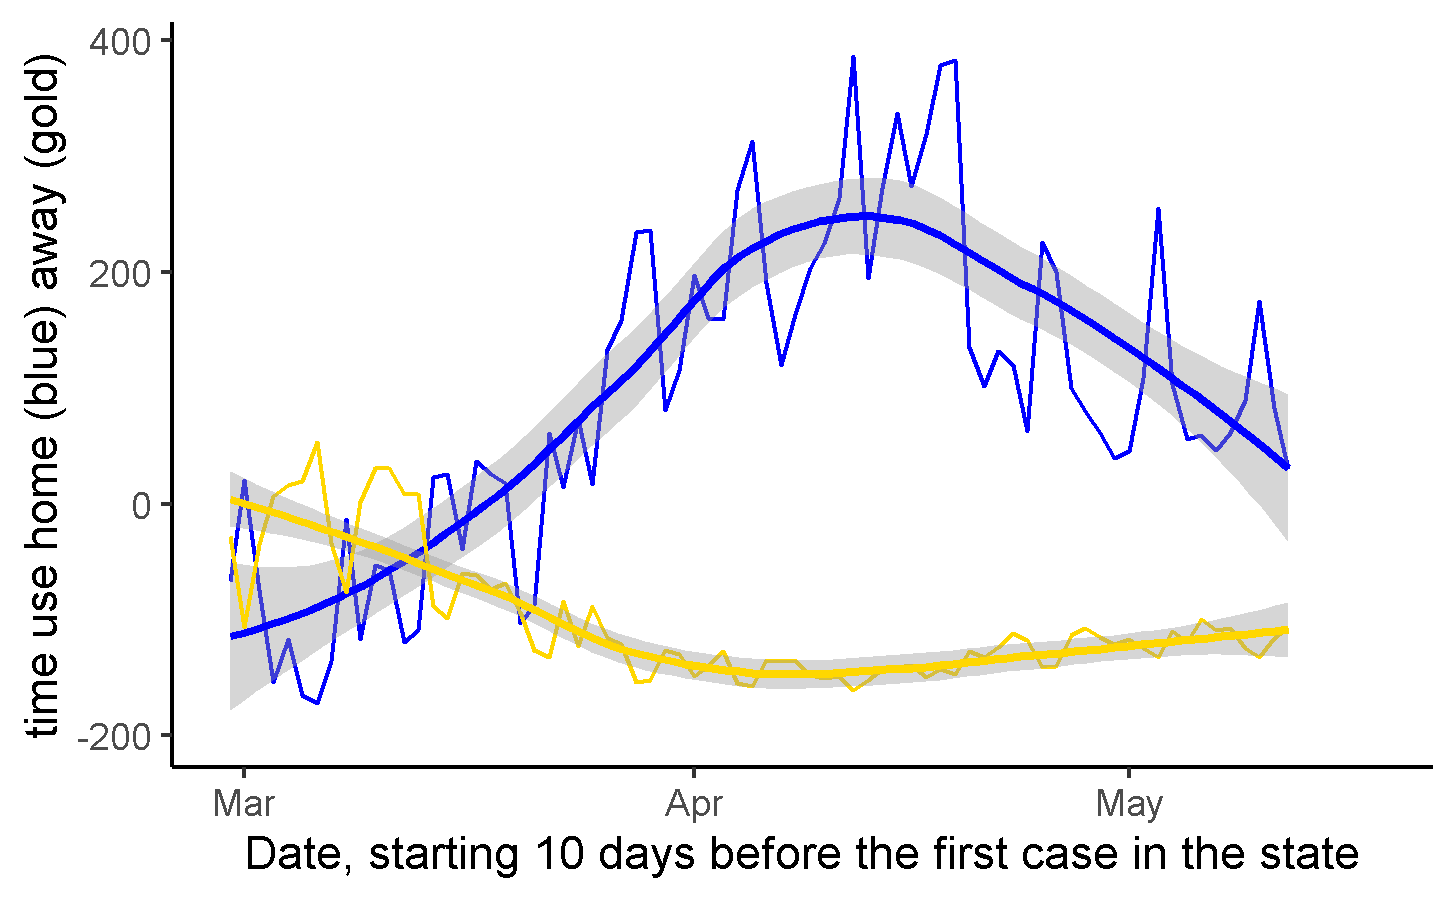 time use home (blue) away (gold)
400
200
0
-200
Mar
Apr
May
Date, starting 10 days before the first case in the state